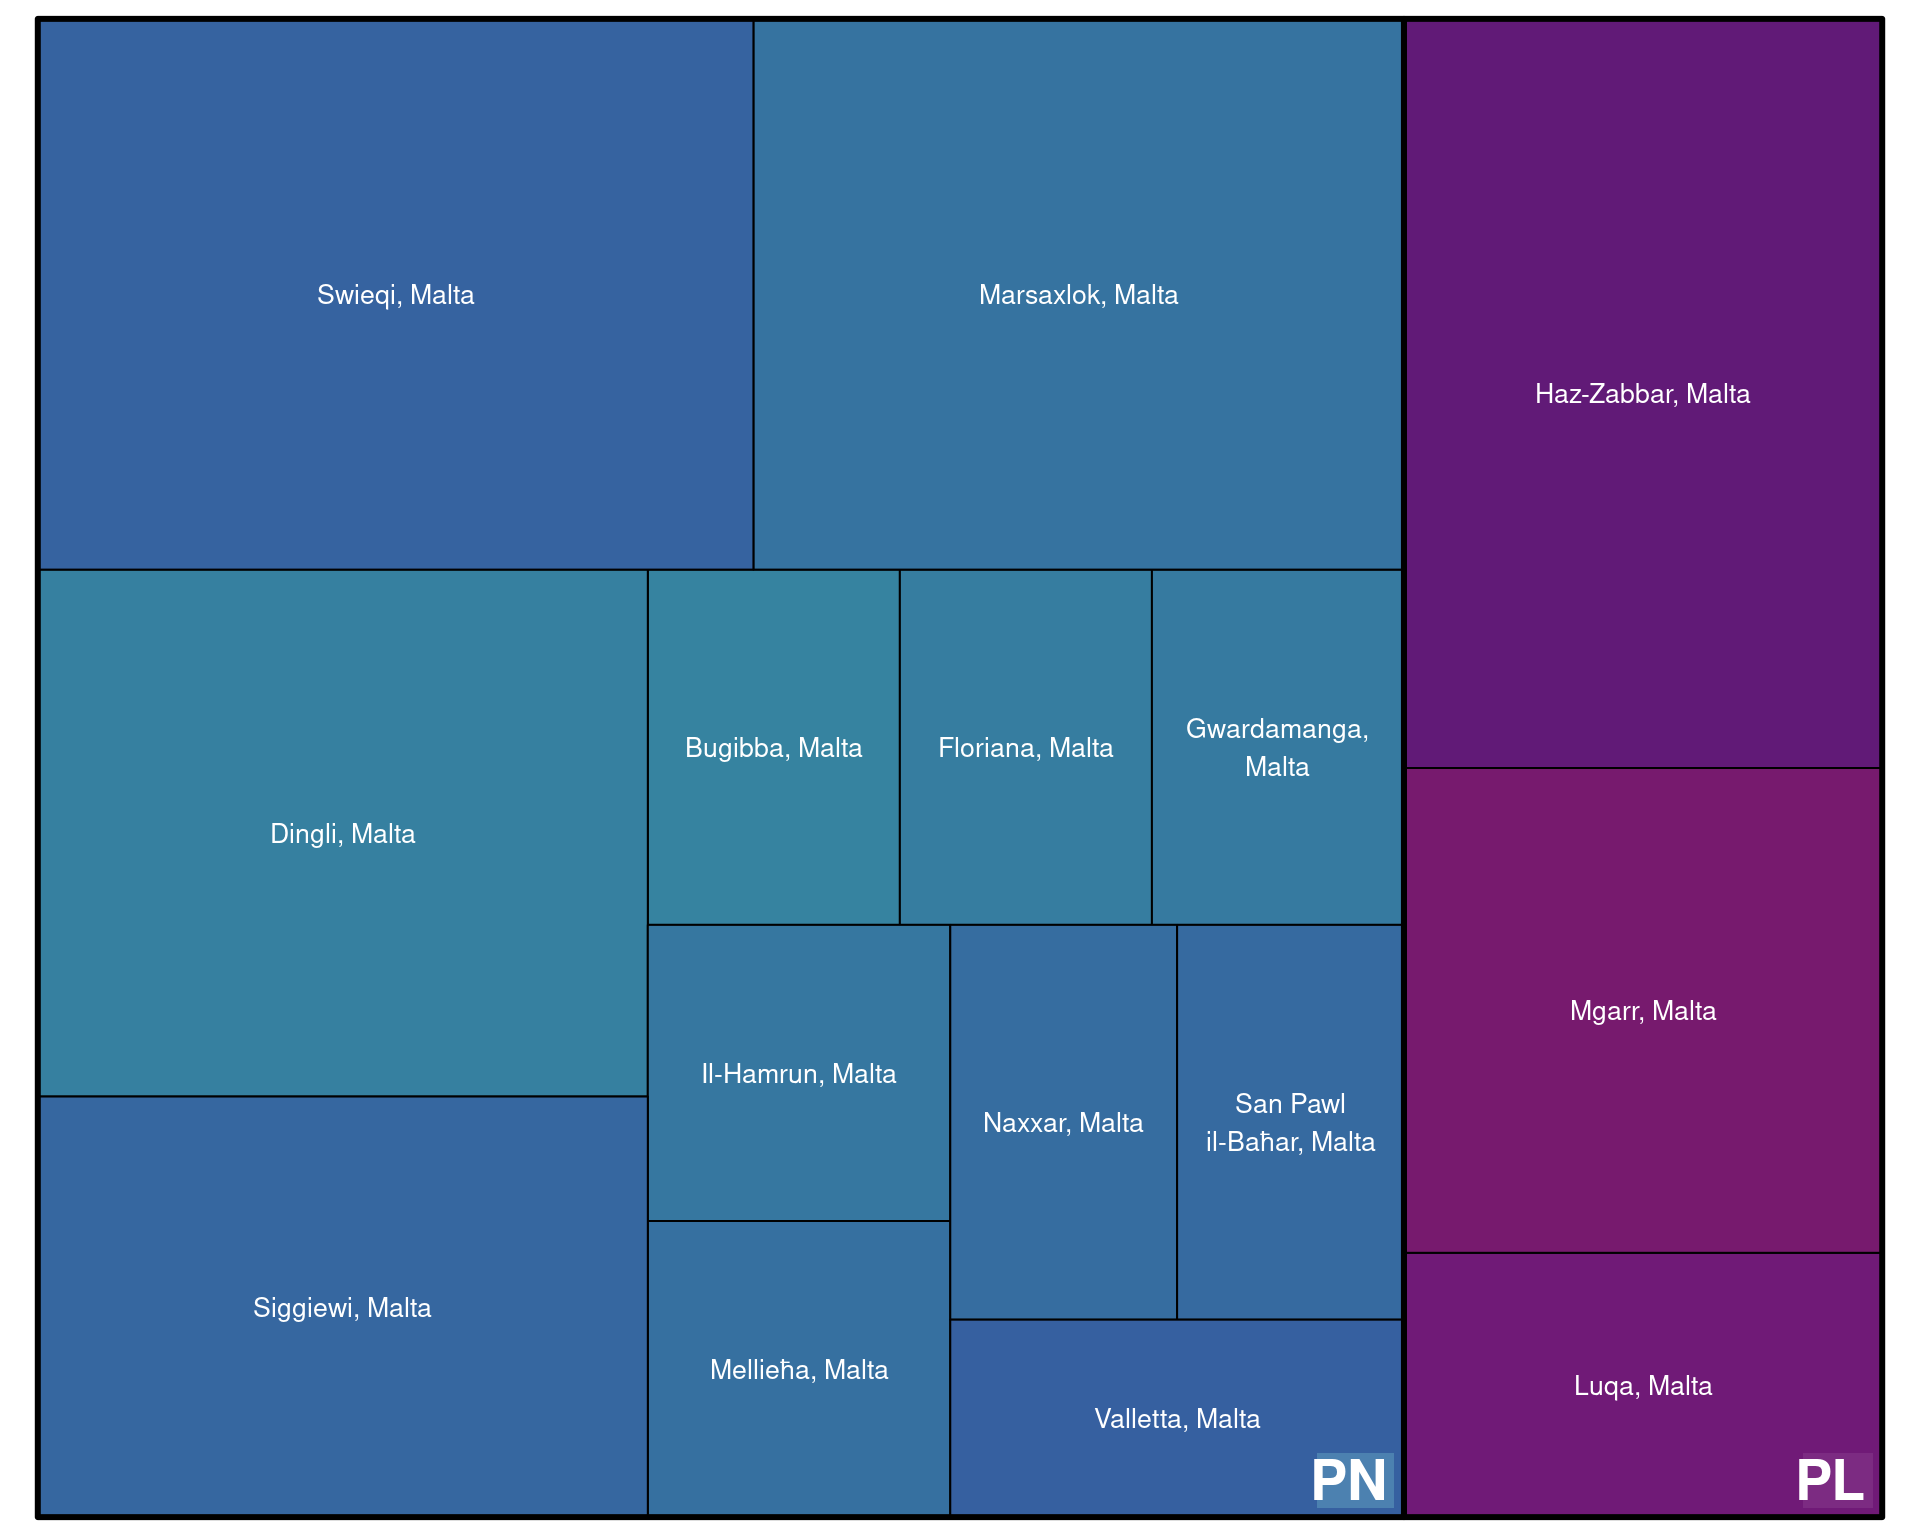 Swieqi, Malta
Marsaxlok, Malta
Haz-Zabbar, Malta
Dingli, Malta
Bugibba, Malta
Floriana, Malta
Gwardamanga,
Malta
Mgarr, Malta
Il-Hamrun, Malta
Naxxar, Malta
San Pawl
il-Baħar, Malta
Siggiewi, Malta
Mellieħa, Malta
Valletta, Malta
Luqa, Malta
PN
PL